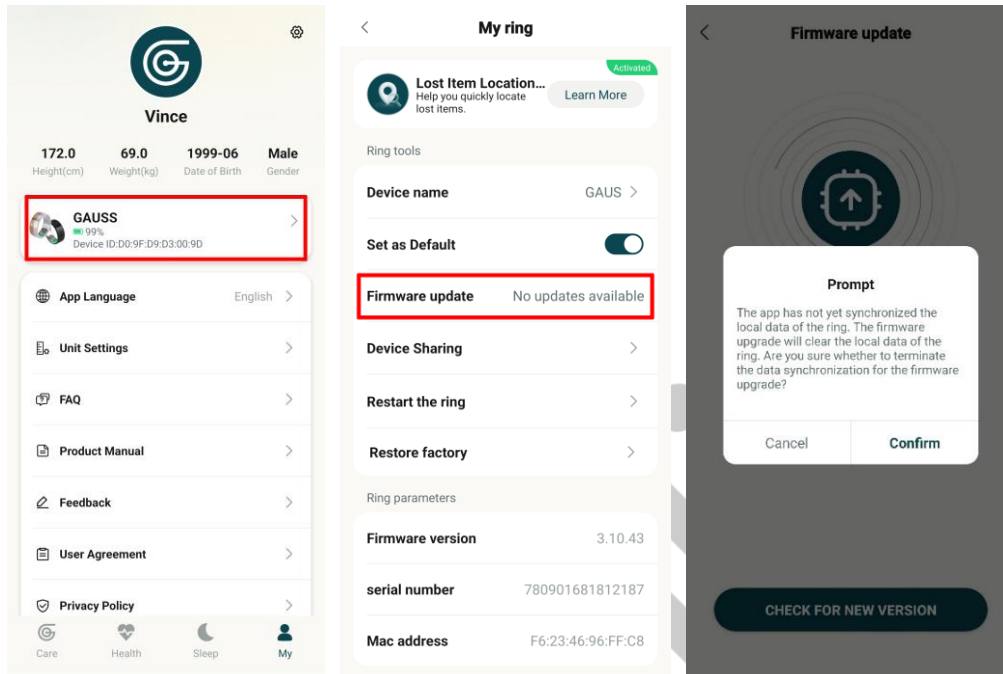 Vince
172.0 69.0 1999-06 Male
Height(cm) Weight(kg) Date of Birth Gender
GAUSS
99%
Device ID:D0:9F:D9:D3:00:9D
App Language English
Unit Settings
FAQ
Product Manual
Feedback
User Agreement
Privacy Policy
Care Health Sleep My
My ring
Activated
Lost Item Location...
Help you quickly locate
lost items.
Learn More
Ring tools
Device name GAUS
Set as Default
Firmware update No updates available
Device Sharing
Restart the ring
Restore factory
Ring parameters
Firmware version 3.10.43
serial number 780901681812187
Mac address F6:23:46:96:FF:C8
Firmware update
Prompt
The app has not yet synchronized the
local data of the ring. The firmware
upgrade will clear the local data of the
ring. Are you sure whether to terminate
the data synchronization for the firmware
upgrade?
Cancel Confirm
CHECK FOR NEW VERSION